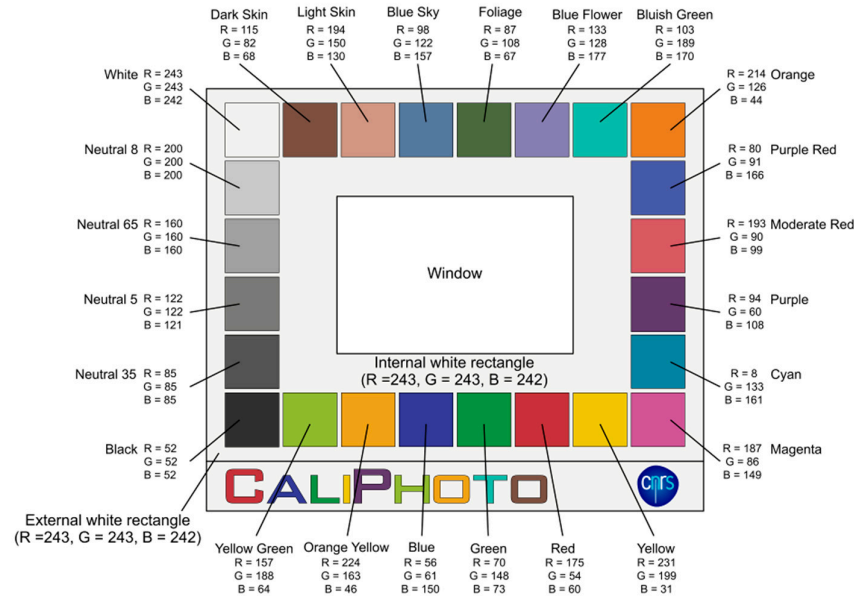 Dark Skin
R = 115
G = 82
B = 68
Light Skin
R = 194
G = 150
B = 130
Blue Sky
R = 98
G = 122
B = 157
Foliage
R = 87
G = 108
B = 67
Blue Flower
R = 133
G = 128
B = 177
Bluish Green
R = 103
G = 189
B = 170
White R = 243
G = 243
B = 242
R = 214 Orange
G = 126
B = 44
Neutral 8 R = 200
G = 200
B = 200
R = 80 Purple Red
G = 91
B = 166
Neutral 65 R = 160
G = 160
B = 160
R = 193 Moderate Red
G = 90
B = 99
Window
Neutral 5 R = 122
G = 122
B = 121
R = 94 Purple
G = 60
B = 108
Internal white rectangle
(R =243, G = 243, B = 242)
Neutral 35 R = 85
G = 85
B = 85
R = 8 Cyan
G = 133
B = 161
Black R = 52
G = 52
B = 52
R = 187 Magenta
G = 86
B = 149
CALIPHOTO
cnrs
External white rectangle
(R =243, G = 243, B = 242)
Yellow Green
R = 157
G = 188
B = 64
Orange Yellow
R = 224
G = 163
B = 46
Blue
R = 56
G = 61
B = 150
Green
R = 70
G = 148
B = 73
Red
R = 175
G = 54
B = 60
Yellow
R = 231
G = 199
B = 31